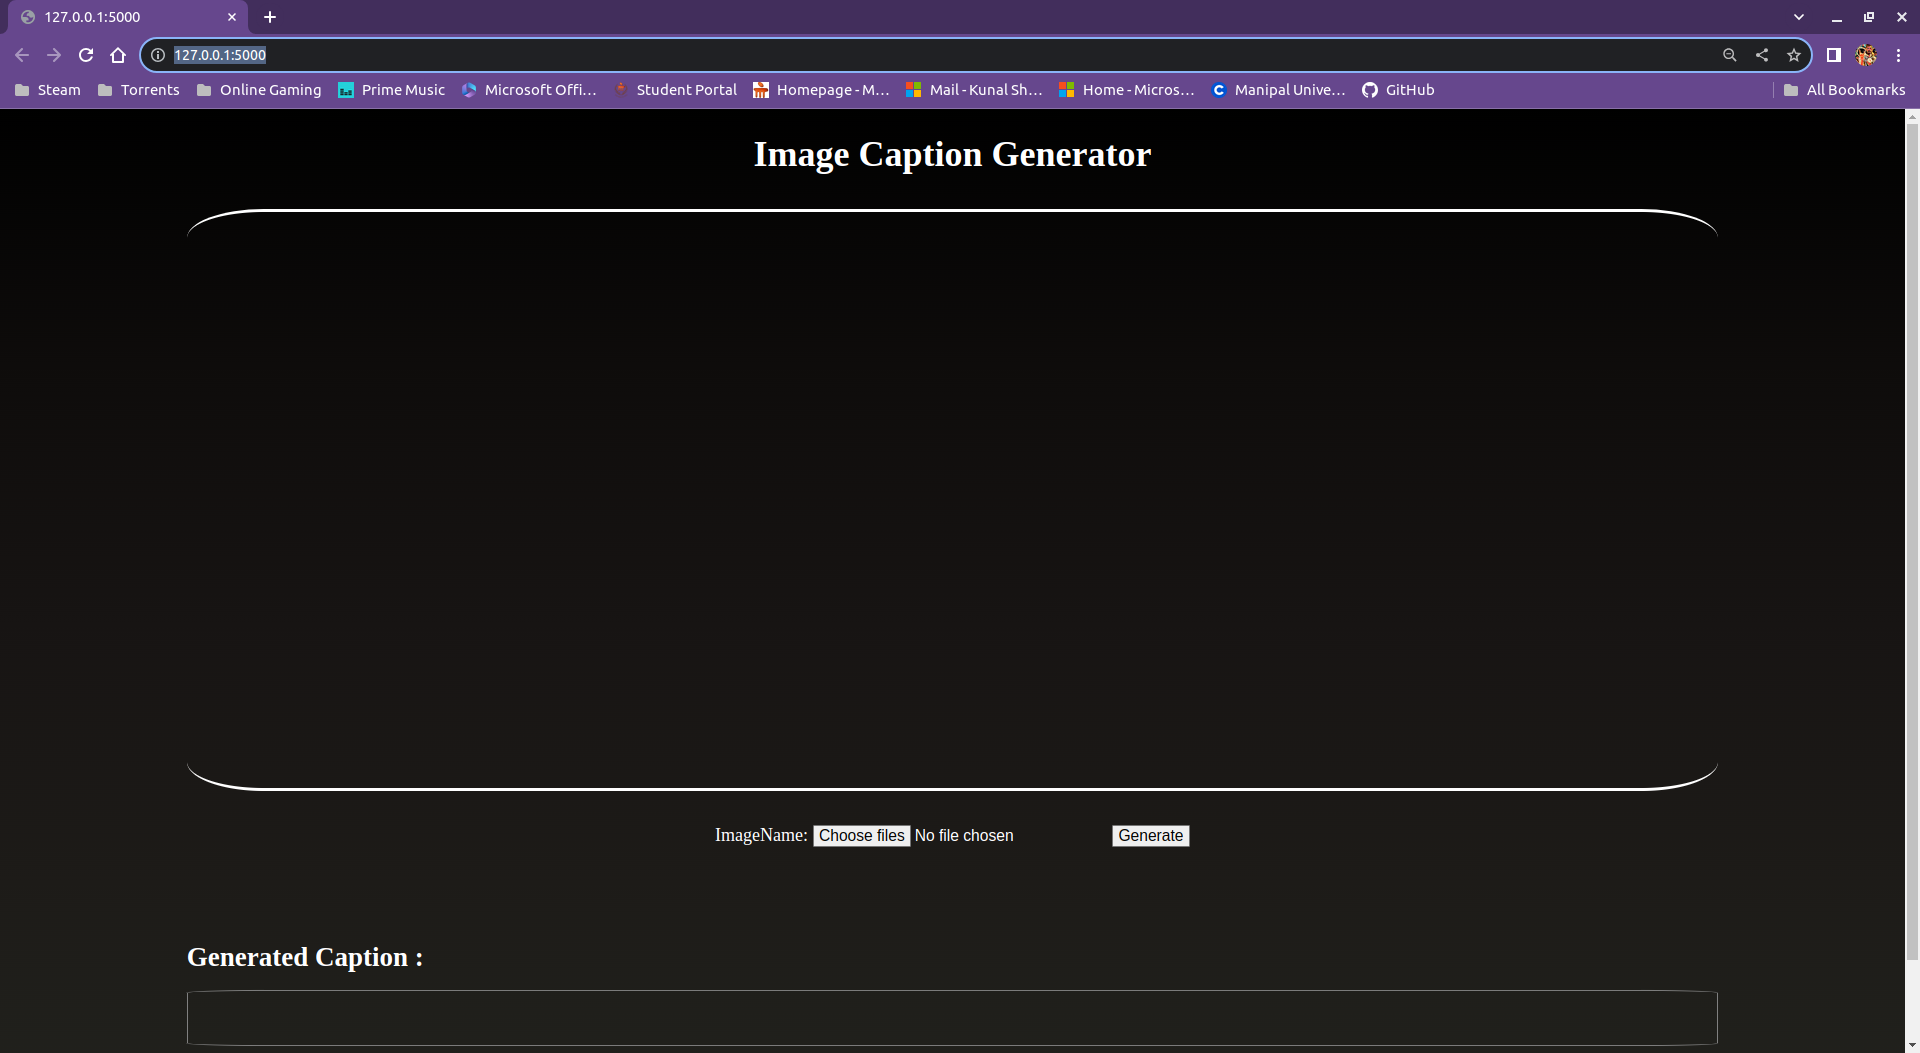 127.0.0.1:5000
127.0.0.1:5000
Steam Torrents Online Gaming Prime Music Microsoft Offi... Student Portal Homepage - M... Mail - Kunal Sh... Home - Micros... Manipal Unive... GitHub All Bookmarks
Image Caption Generator
ImageName: Choose files No file chosen Generate
Generated Caption :